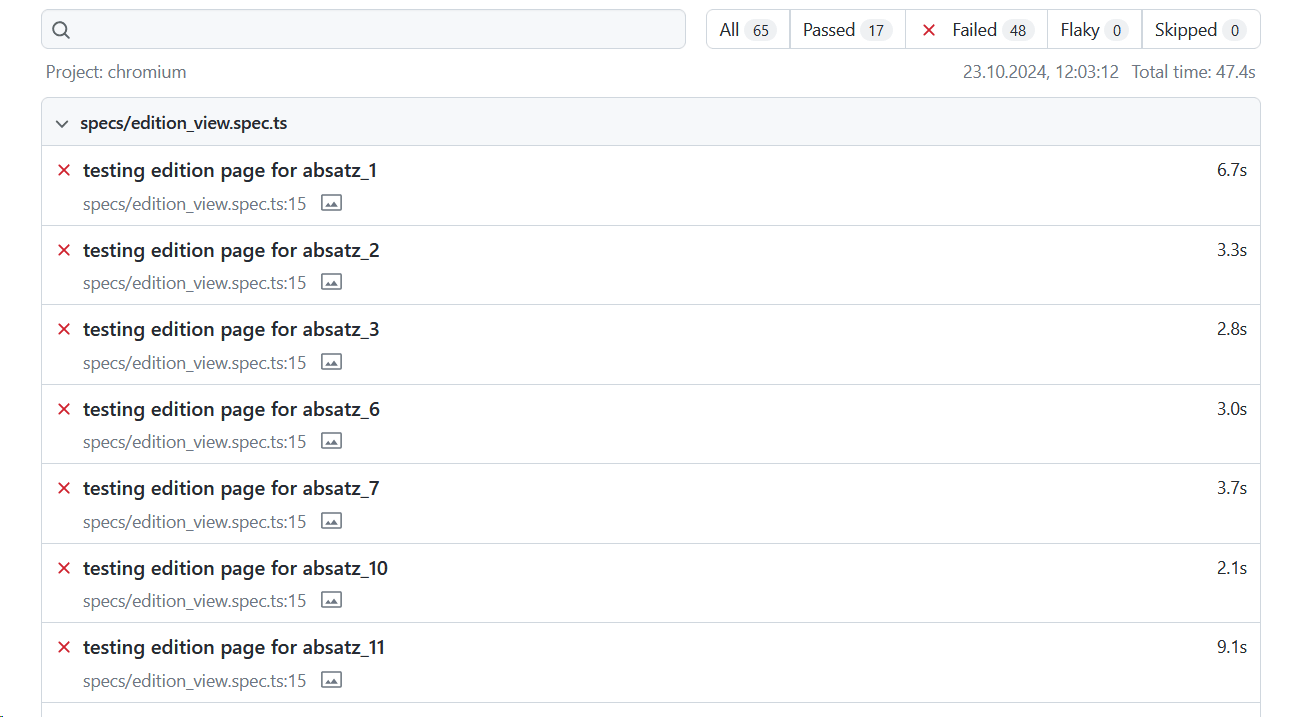 All 65 Passed 17 Failed 48 Flaky 0 Skipped 0
Project: chromium 23.10.2024, 12:03:12 Total time: 47.4s
specs/edition_view.spec.ts
testing edition page for absatz_1 6.7s
specs/edition_view.spec.ts:15
testing edition page for absatz_2 3.3s
specs/edition_view.spec.ts:15
testing edition page for absatz_3 2.8s
specs/edition_view.spec.ts:15
testing edition page for absatz_6 3.0s
specs/edition_view.spec.ts:15
testing edition page for absatz_7 3.7s
specs/edition_view.spec.ts:15
testing edition page for absatz_10 2.1s
specs/edition_view.spec.ts:15
testing edition page for absatz_11 9.1s
specs/edition_view.spec.ts:15